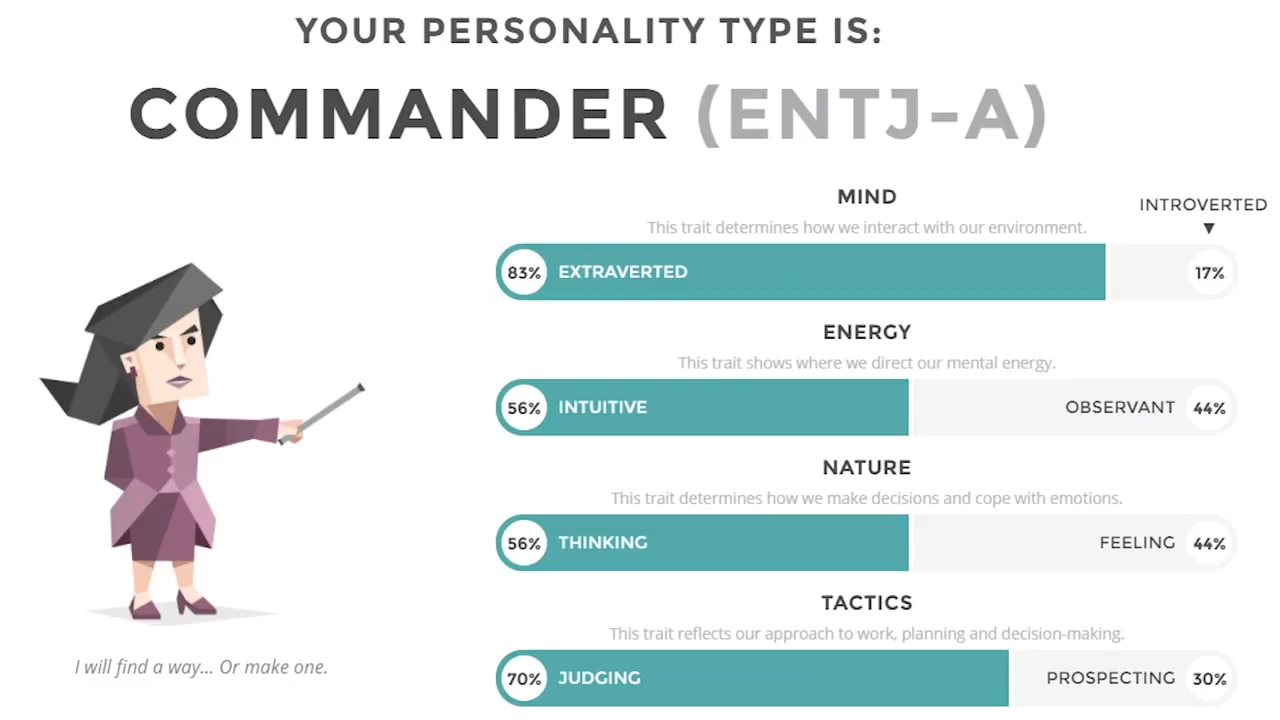 YOUR PERSONALITY TYPE IS:
COMMANDER (ENTJ-A)
MIND
INTROVERTED
This trait determines how we interact with our environment.
83% EXTRAVERTED 17%
ENERGY
This trait shows where we direct our mental energy.
56% INTUITIVE OBSERVANT 44%
NATURE
This trait determines how we make decisions and cope with emotions.
56% THINKING FEELING 44%
TACTICS
This trait reflects our approach to work, planning and decision-making.
70% JUDGING PROSPECTING 30%
I will find a way... Or make one.